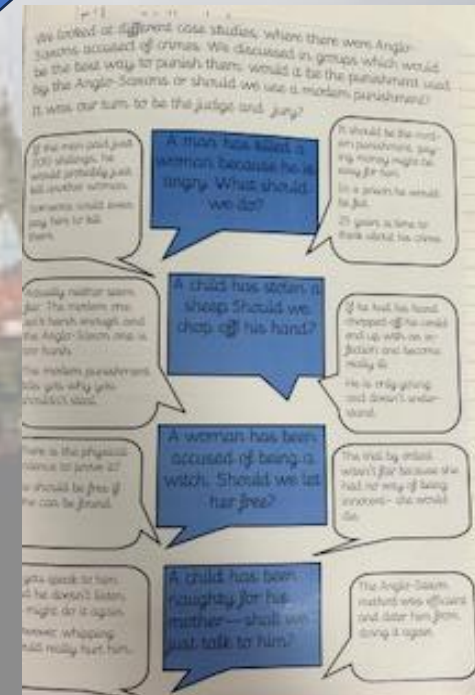 We looked at different case studies, where there were Anglo-
Saxons accused of crimes. We discussed in groups which would
be the best way to punish them, would it be the punishment used
by the Anglo-Saxons or should we use a modern punishment?
It was our turn to be the judge and jury?
If the man paid just
200 shillings, he
would probably just
kill another woman.
Someone could even
pay him to kill
them.
A man has killed a
woman because he is
angry. What should
we do?
It should be the mod-
ern punishment, pay-
ing money might be
easy for him.
In a prison he would
be
25 years is time to
think about his crime.
Actually neither seem
fair. The modern one
isn't harsh enough and
the Anglo-Saxon one is
too harsh.
modern punishment
you why you
shouldn't steal.
A child has stolen a
sheep Should we
chop off his hand?
If he had his hand
chopped off he could
end up with an in-
fection and become
really ill.
He is only young
and doesn't under-
stand.
where is the physical
evidence to prove it?
should be free if
can be found.
A woman has been
accused of being a
witch. Should we let
her free?
The trial by ordeal
wasn't fair because she
had no way of being
innocent- she would
die.
you speak to him
he doesn't listen,
might do it again.
However, whipping
could really hurt him.
A child has been
naughty for his
mother—shall we
just talk to him?
The Anglo-Saxon
method was efficient
and deter him from
doing it again.